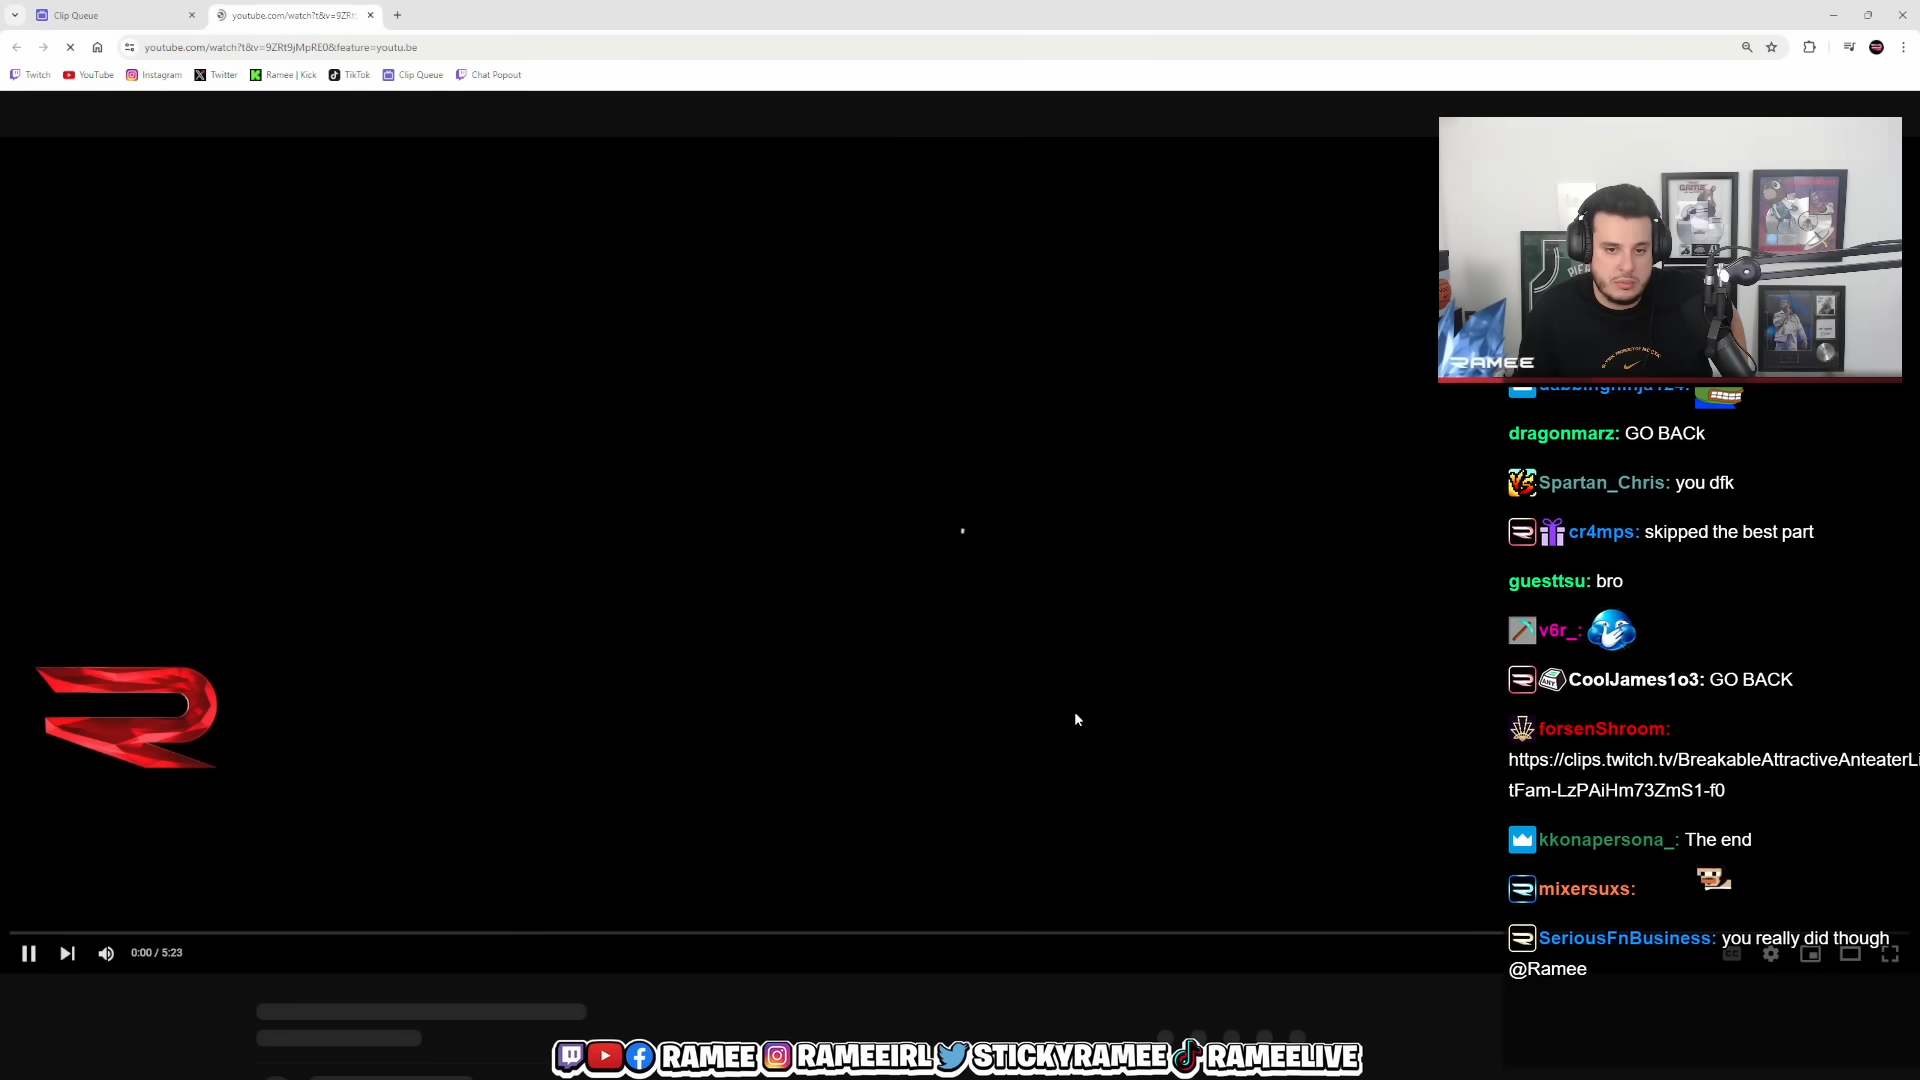 Clip Queue
youtube.com/watch?t&v=9ZRt
youtube.com/watch?t&v=9ZRt9jMpRE0&feature=youtu.be
Twitch YouTube Instagram Twitter Ramee | Kick TikTok Clip Queue Chat Popout
RAMEE
dragonmarz: GO BACk
Spartan_Chris: you dfk
cr4mps: skipped the best part
guesttsu: bro
v6r_:
CoolJames1o3: GO BACK
forsenShroom:
https://clips.twitch.tv/BreakableAttractiveAnteaterLi
tFam-LzPAiHm73ZmS1-f0
kkonapersona_: The end
mixersuxs:
SeriousFnBusiness: you really did though
@Ramee
0:00 / 5:23
RAMEE RAMEEIRL STICKYRAMEE RAMEELIVE